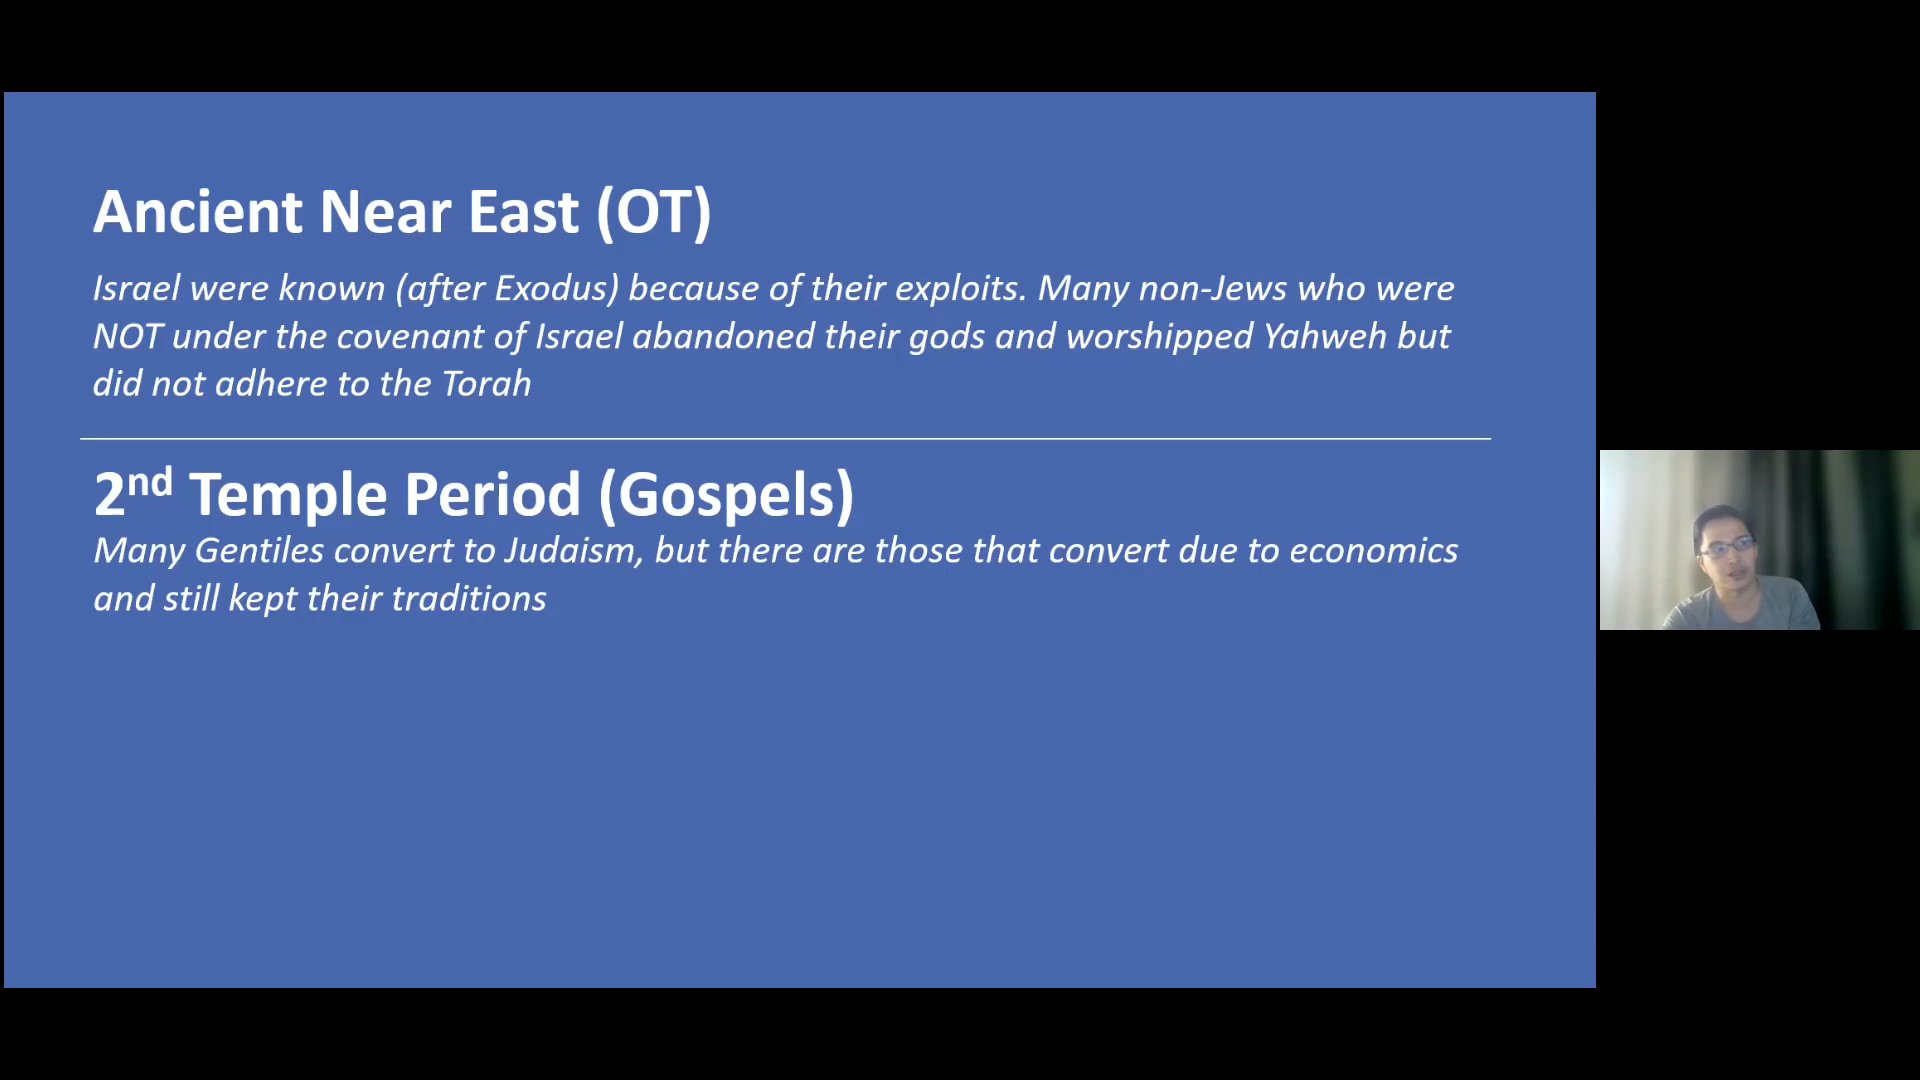 Ancient Near East (OT)
Israel were known (after Exodus) because of their exploits. Many non-Jews who were
NOT under the covenant of Israel abandoned their gods and worshipped Yahweh but
did not adhere to the Torah
2nd Temple Period (Gospels)
Many Gentiles convert to Judaism, but there are those that convert due to economics
and still kept their traditions